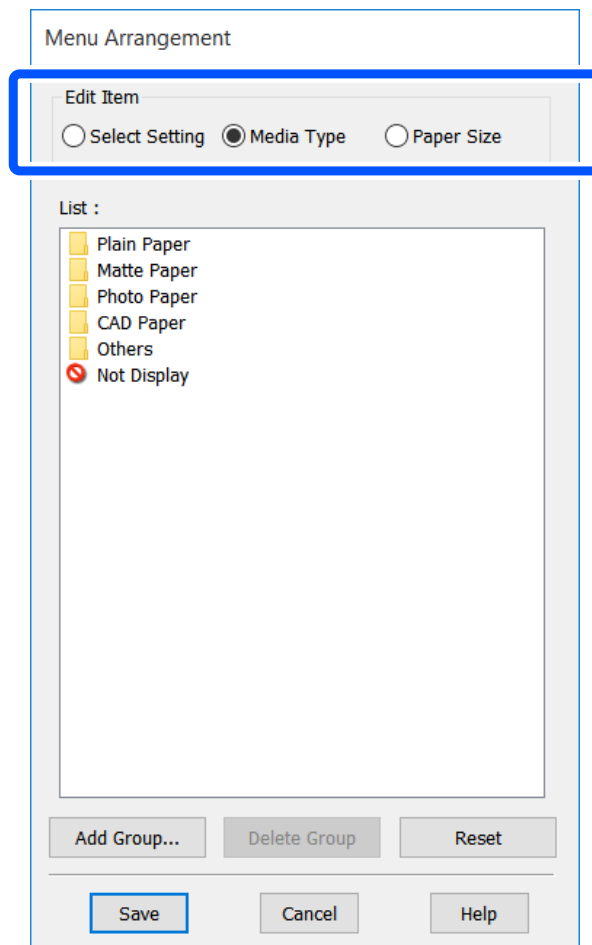 Menu Arrangement
Edit Item
Select Setting Media Type Paper Size
List :
Plain Paper
Matte Paper
Photo Paper
CAD Paper
Others
Not Display
Add Group... Delete Group Reset
Save Cancel Help